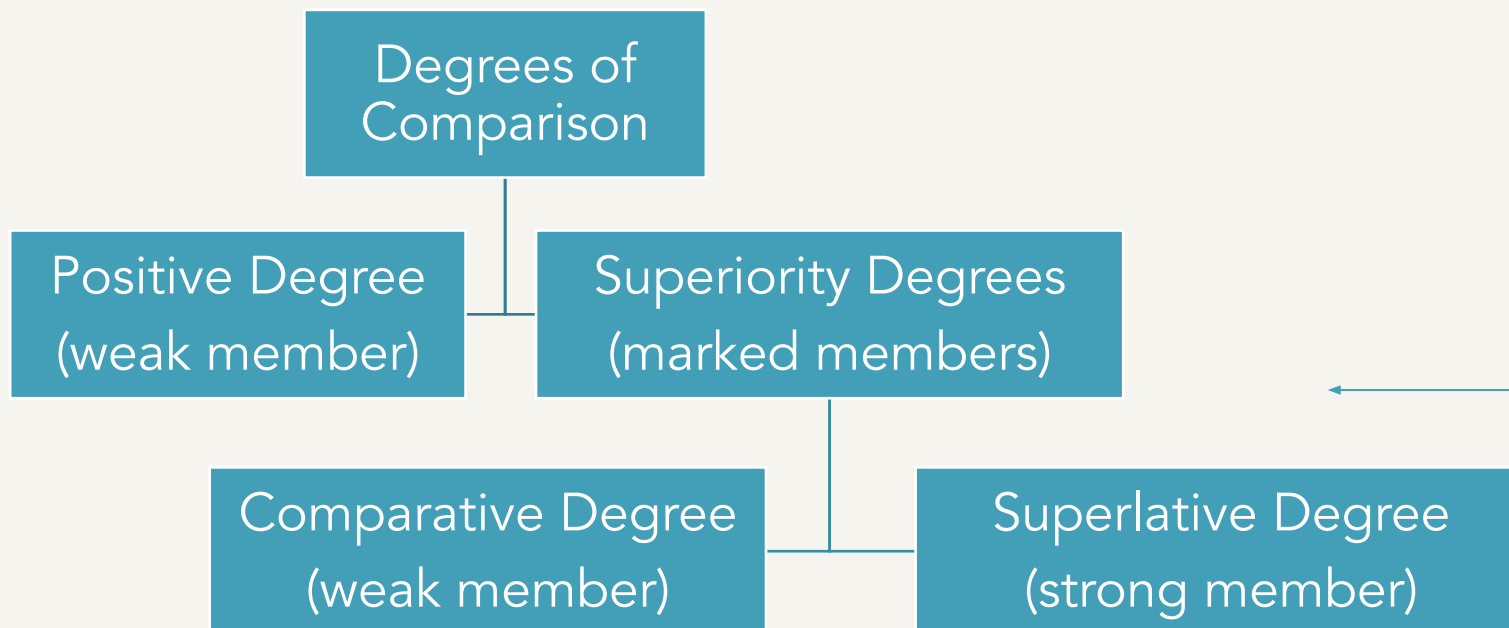 Degrees of
Comparison
Positive Degree
(weak member)
Superiority Degrees
(marked members)
Comparative Degree
(weak member)
Superlative Degree
(strong member)